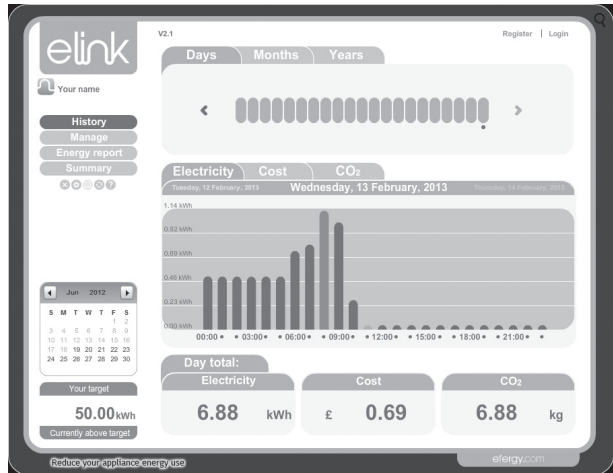 elink
V2.1
Register | Login
Your name
Days Months Years
History
Manage
Energy report
Summary
Electricity Cost CO₂
Tuesday, 12 February, 2013 Wednesday, 13 February, 2013 Thursday, 14 February, 2013
1.14 kWh
0.92 kWh
0.69 kWh
0.46 kWh
0.23 kWh
0.00 kWh
00:00 • • 03:00 • • 06:00 • • 09:00 • • 12:00 • • 15:00 • • 18:00 • • 21:00 • •
Jun 2012
S M T W T F S
1 2
3 4 5 6 7 8 9
10 11 12 13 14 15 16
17 18 19 20 21 22 23
24 25 26 27 28 29 30
Your target
50.00 kWh
Currently above target
Day total:
Electricity Cost CO₂
6.88 kWh £ 0.69 6.88 kg
Reduce your appliance energy use
efergy.com